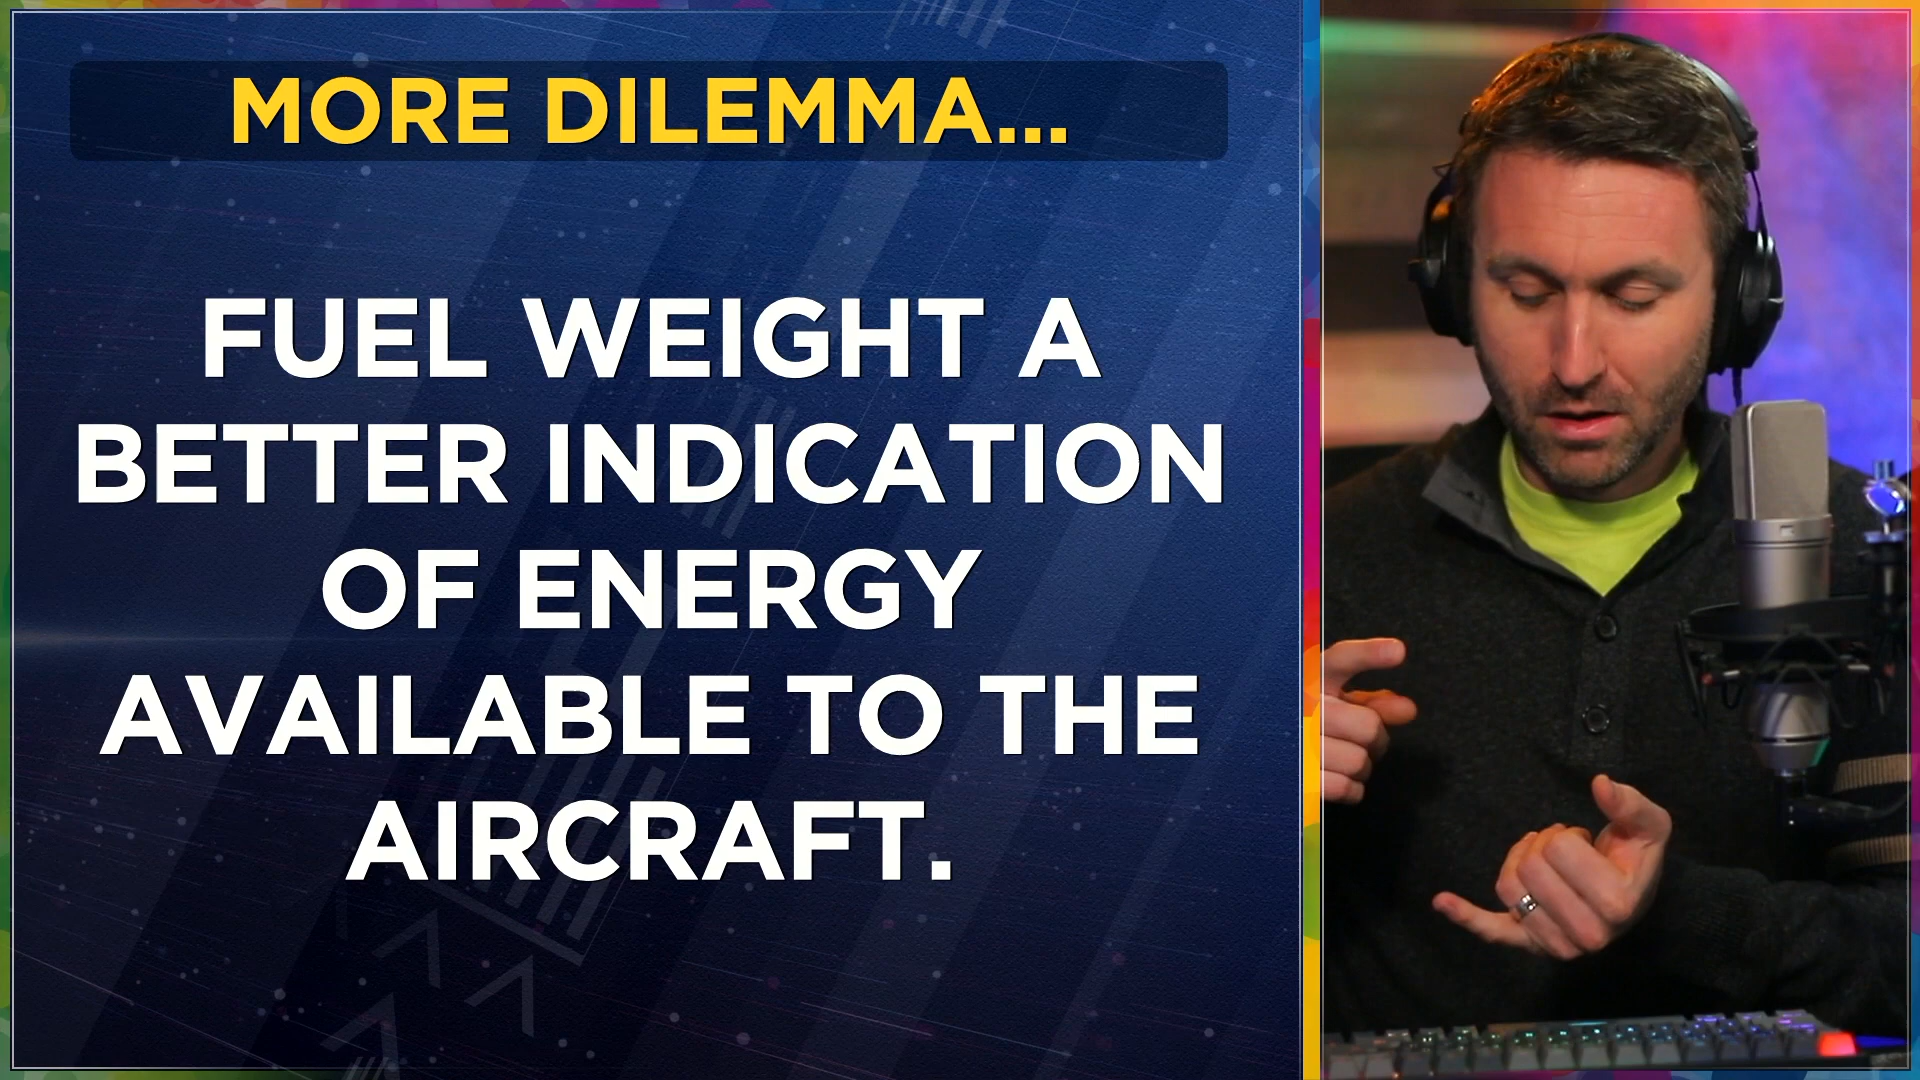 MORE DILEMMA...
FUEL WEIGHT A
BETTER INDICATION
OF ENERGY
AVAILABLE TO THE
AIRCRAFT.